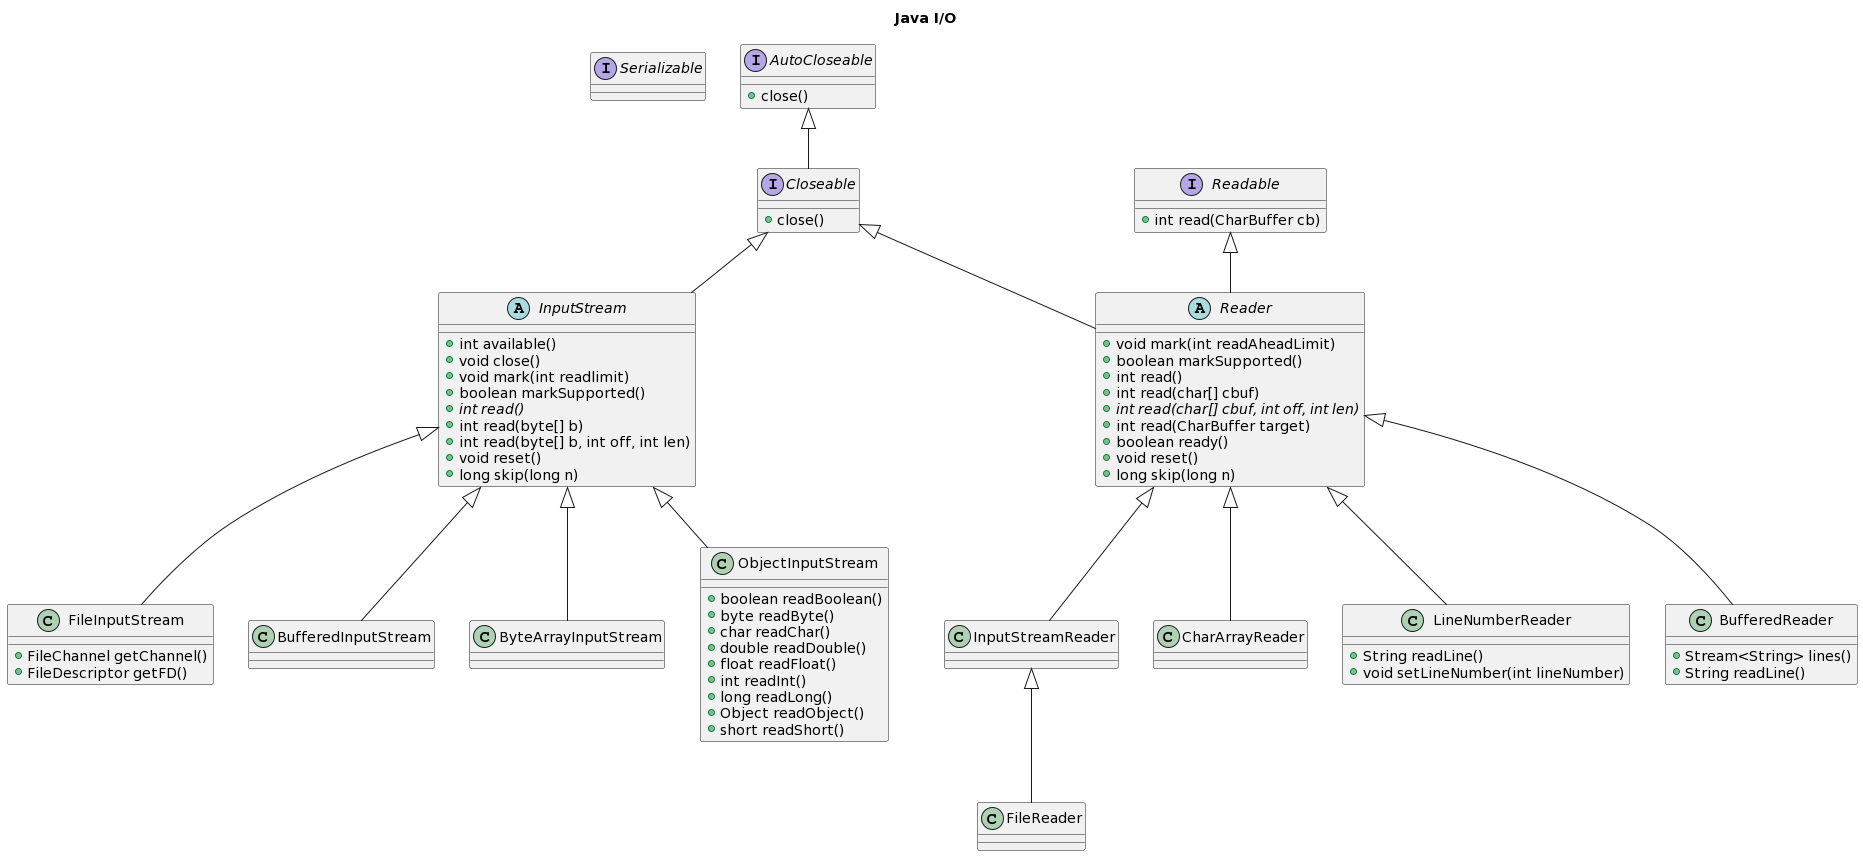 Java I/O
I Serializable
I AutoCloseable
close()
I Closeable
close()
I Readable
int read(CharBuffer cb)
A InputStream
int available()
void close()
void mark(int readlimit)
boolean markSupported()
int read()
int read(byte[] b)
int read(byte[] b, int off, int len)
void reset()
long skip(long n)
A Reader
void mark(int readAheadLimit)
boolean markSupported()
int read()
int read(char[] cbuf)
int read(char[] cbuf, int off, int len)
int read(CharBuffer target)
boolean ready()
void reset()
long skip(long n)
C FileInputStream
FileChannel getChannel()
FileDescriptor getFD()
C BufferedInputStream
C ByteArrayInputStream
C ObjectInputStream
boolean readBoolean()
byte readByte()
char readChar()
double readDouble()
float readFloat()
int readInt()
long readLong()
Object readObject()
short readShort()
C InputStreamReader
C CharArrayReader
C LineNumberReader
String readLine()
void setLineNumber(int lineNumber)
C BufferedReader
Stream<String> lines()
String readLine()
C FileReader